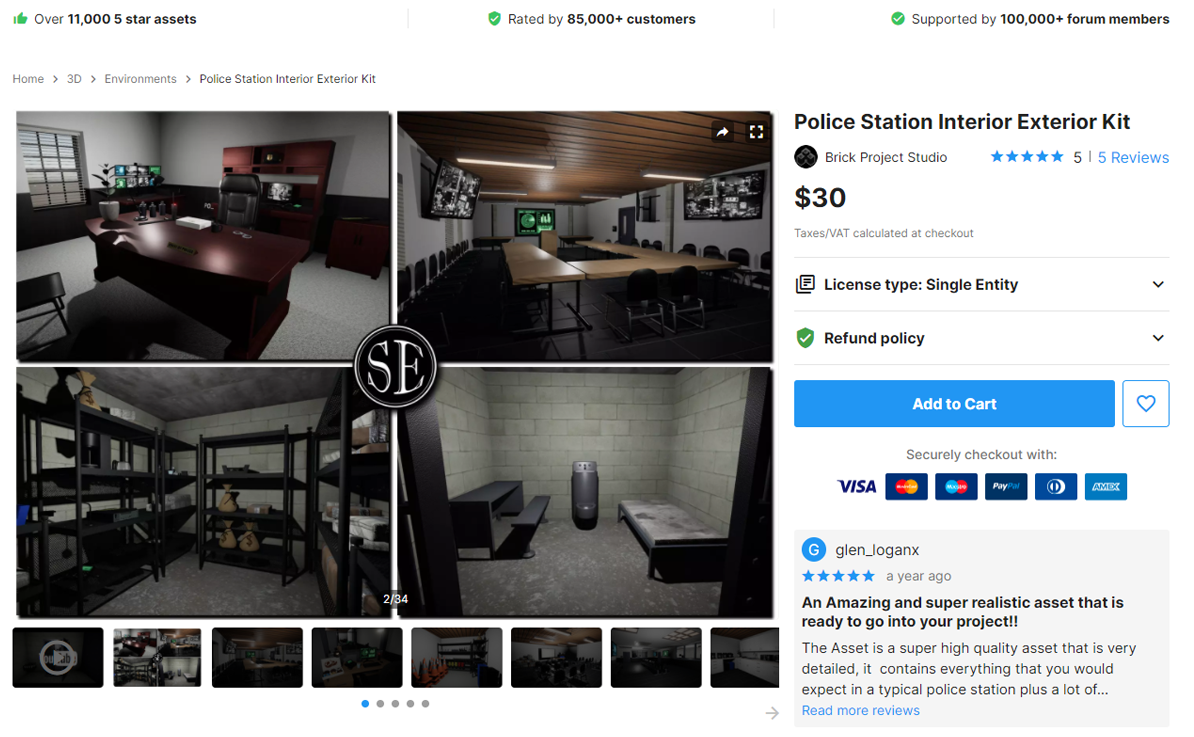 Over 11,000 5 star assets
Rated by 85,000+ customers
Supported by 100,000+ forum members
Home > 3D > Environments > Police Station Interior Exterior Kit
Police Station Interior Exterior Kit
Brick Project Studio
5 | 5 Reviews
$30
Taxes/VAT calculated at checkout
License type: Single Entity
Refund policy
Add to Cart
Securely checkout with:
VISA MasterCard Maestro PayPal AMEX
SE
2/34
G glen_loganx
a year ago
An Amazing and super realistic asset that is
ready to go into your project!!
The Asset is a super high quality asset that is very
detailed, it contains everything that you would
expect in a typical police station plus a lot of...
Read more reviews